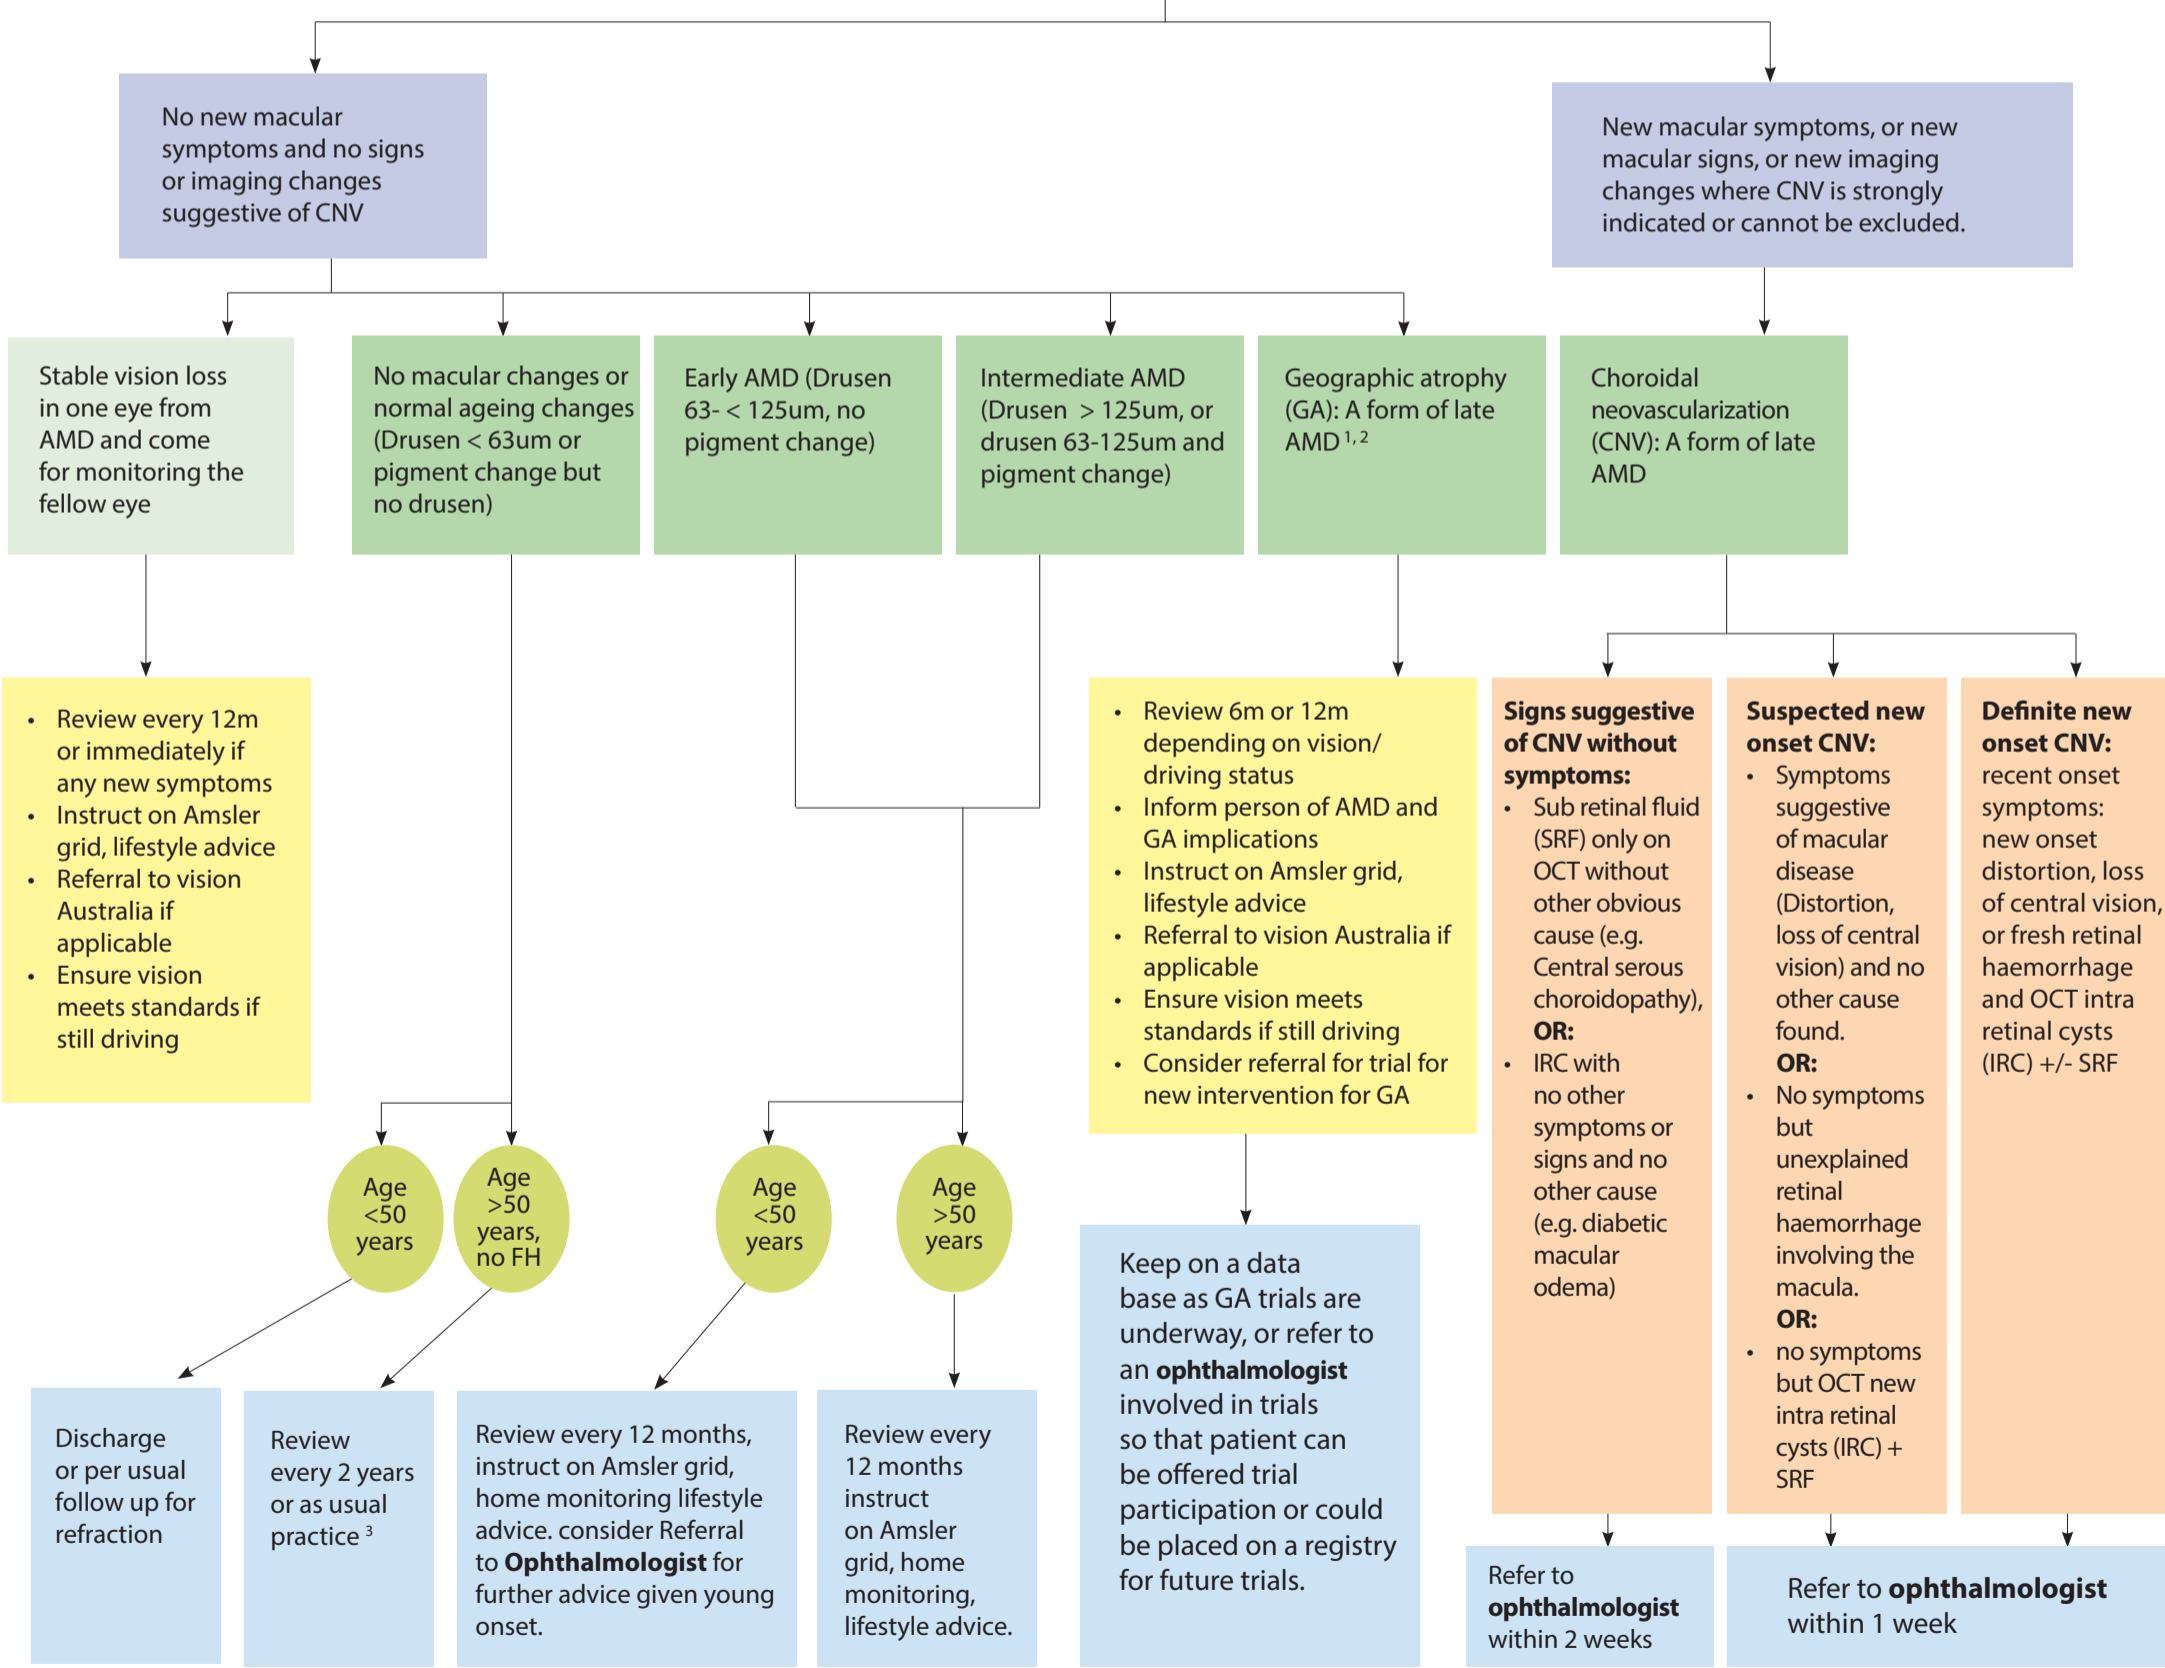 No new macular
symptoms and no signs
or imaging changes
suggestive of CNV
New macular symptoms, or new
macular signs, or new imaging
changes where CNV is strongly
indicated or cannot be excluded.
Stable vision loss
in one eye from
AMD and come
for monitoring the
fellow eye
No macular changes or
normal ageing changes
(Drusen < 63um or
pigment change but
no drusen)
Early AMD (Drusen
63- < 125um, no
pigment change)
Intermediate AMD
(Drusen > 125um, or
drusen 63-125um and
pigment change)
Geographic atrophy
(GA): A form of late
AMD 1, 2
Choroidal
neovascularization
(CNV): A form of late
AMD
• Review every 12m
or immediately if
any new symptoms
• Instruct on Amsler
grid, lifestyle advice
• Referral to vision
Australia if
applicable
• Ensure vision
meets standards if
still driving
• Review 6m or 12m
depending on vision/
driving status
• Inform person of AMD and
GA implications
• Instruct on Amsler grid,
lifestyle advice
• Referral to vision Australia if
applicable
• Ensure vision meets
standards if still driving
• Consider referral for trial for
new intervention for GA
Signs suggestive
of CNV without
symptoms:
• Sub retinal fluid
(SRF) only on
OCT without
other obvious
cause (e.g.
Central serous
choroidopathy),
OR:
• IRC with
no other
symptoms or
signs and no
other cause
(e.g. diabetic
macular
odema)
Suspected new
onset CNV:
• Symptoms
suggestive
of macular
disease
(Distortion,
loss of central
vision) and no
other cause
found.
OR:
• No symptoms
but
unexplained
retinal
haemorrhage
involving the
macula.
OR:
• no symptoms
but OCT new
intra retinal
cysts (IRC) +
SRF
Definite new
onset CNV:
recent onset
symptoms:
new onset
distortion, loss
of central vision,
or fresh retinal
haemorrhage
and OCT intra
retinal cysts
(IRC) +/- SRF
Age
<50
years
Age
>50
years,
no FH
Age
<50
years
Age
>50
years
Discharge
or per usual
follow up for
refraction
Review
every 2 years
or as usual
practice 3
Review every 12 months,
instruct on Amsler grid,
home monitoring lifestyle
advice. consider Referral
to Ophthalmologist for
further advice given young
onset.
Review every
12 months
instruct
on Amsler
grid, home
monitoring,
lifestyle advice.
Keep on a data
base as GA trials are
underway, or refer to
an ophthalmologist
involved in trials
so that patient can
be offered trial
participation or could
be placed on a registry
for future trials.
Refer to
ophthalmologist
within 2 weeks
Refer to ophthalmologist
within 1 week